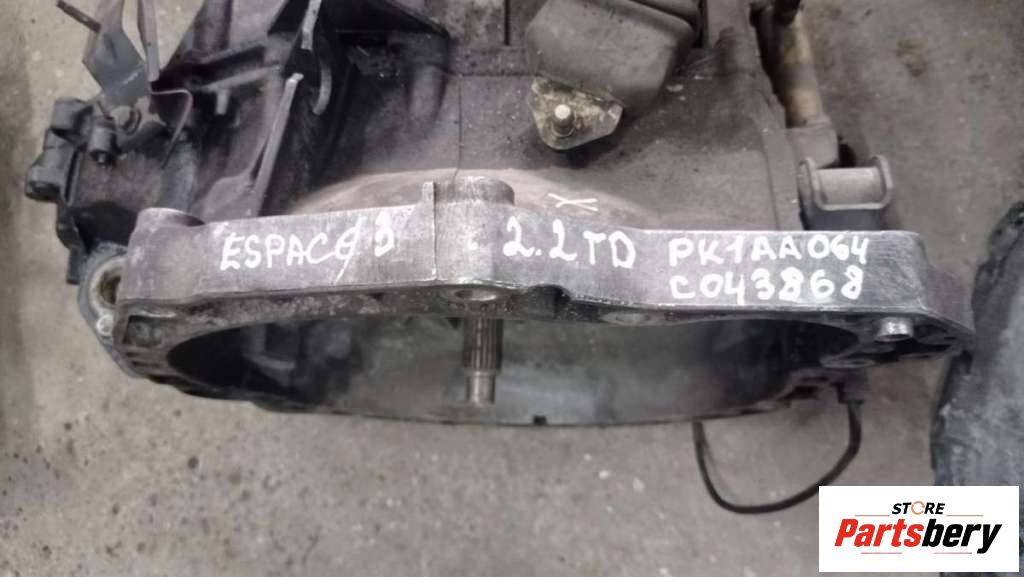 ESPACE 3 2.2TD PK1AA064
C043868
STORE
Partsbery